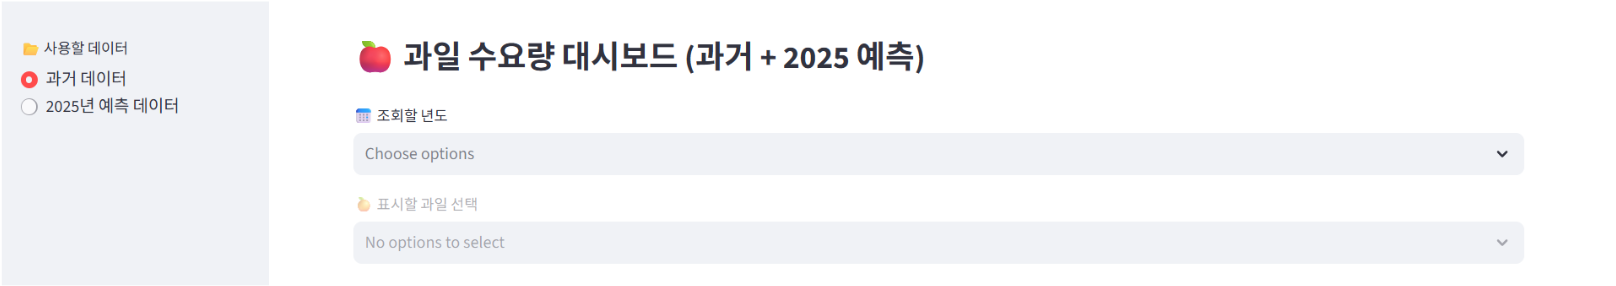 사용할 데이터
과거 데이터
2025년 예측 데이터
과일 수요량 대시보드 (과거 + 2025 예측)
조회할 년도
Choose options
표시할 과일 선택
No options to select